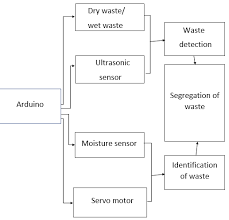 Dry waste/
wet waste
Waste
detection
Ultrasonic
sensor
Arduino
Segregation of
waste
Moisture sensor
Identification
of waste
Servo motor